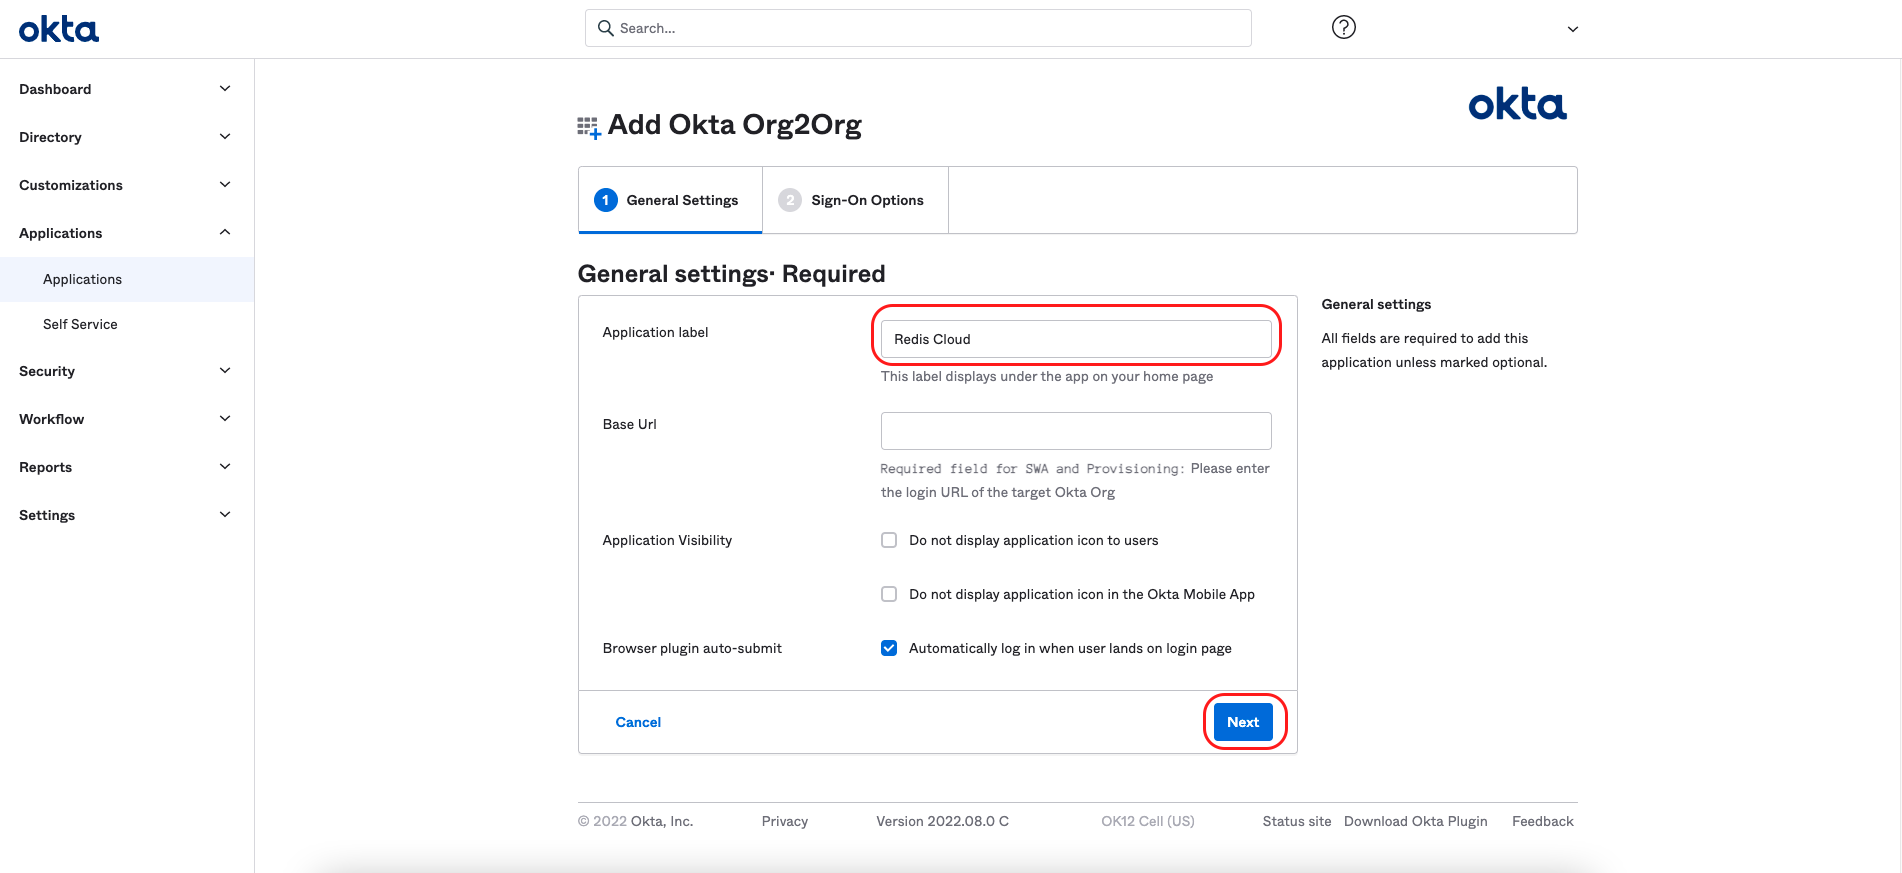 okta
Search...
?
Dashboard
Directory
Customizations
Applications
Applications
Self Service
Security
Workflow
Reports
Settings
okta
Add Okta Org2Org
1 General Settings
2 Sign-On Options
General settings· Required
Application label
Redis Cloud
This label displays under the app on your home page
Base Url
Required field for SWA and Provisioning: Please enter
the login URL of the target Okta Org
Application Visibility
Do not display application icon to users
Do not display application icon in the Okta Mobile App
Browser plugin auto-submit
Automatically log in when user lands on login page
Cancel
Next
General settings
All fields are required to add this
application unless marked optional.
© 2022 Okta, Inc. Privacy Version 2022.08.0 C OK12 Cell (US) Status site Download Okta Plugin Feedback